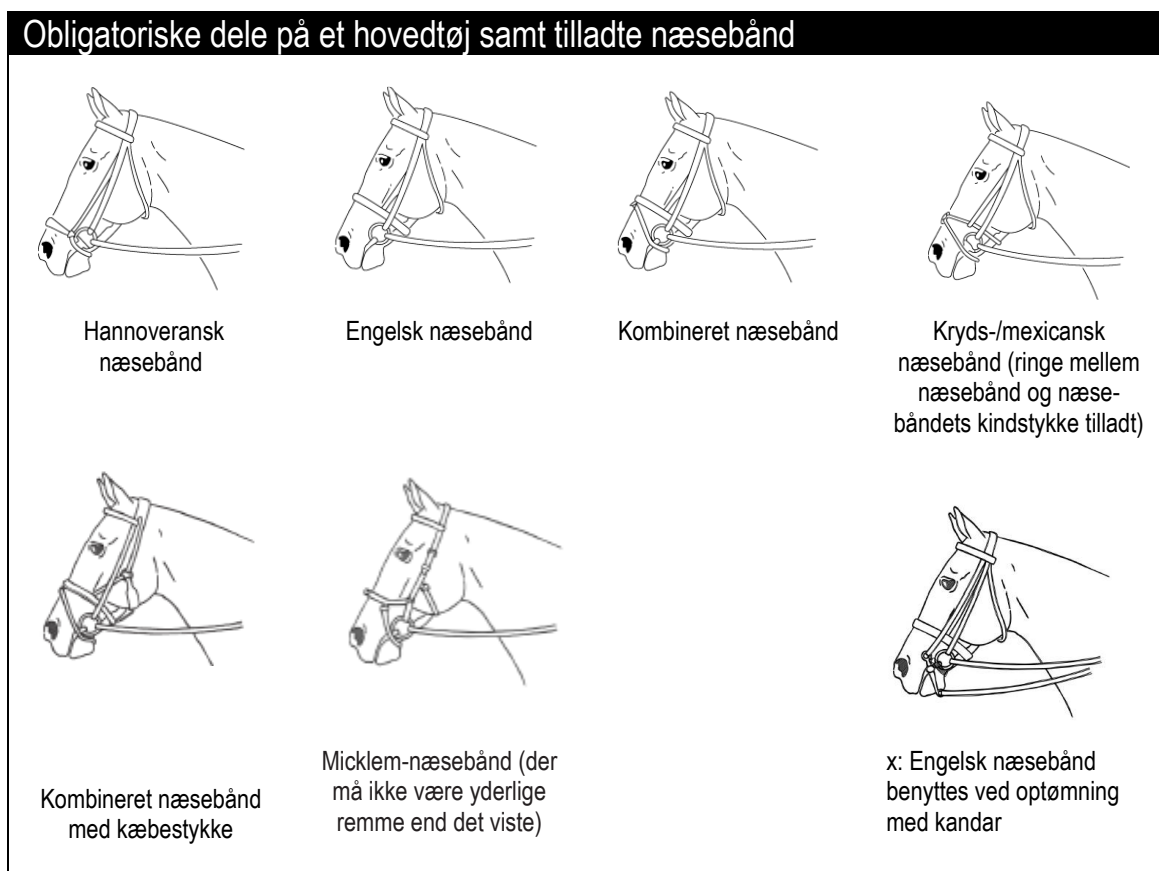 Obligatoriske dele på et hovedtøj samt tilladte næsebånd
Hannoveransk
næsebånd
Engelsk næsebånd
Kombineret næsebånd
Kryds-/mexicansk
næsebånd (ringe mellem
næsebånd og næse-
båndets kindstykke tilladt)
Kombineret næsebånd
med kæbestykke
Micklem-næsebånd (der
må ikke være yderlige
remme end det viste)
x: Engelsk næsebånd
benyttes ved optømning
med kandar